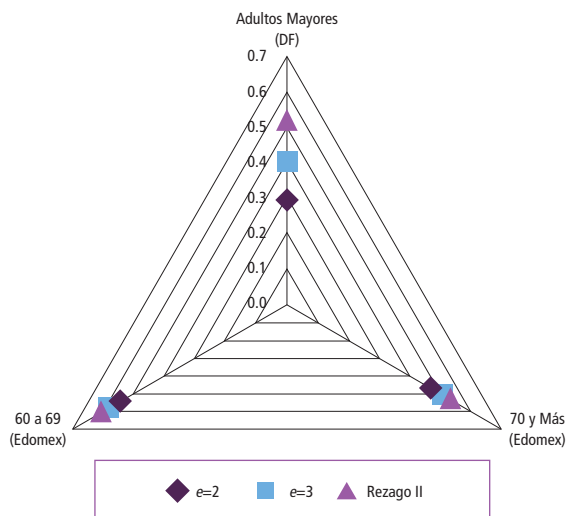 Adultos Mayores
(DF)
0.7
0.6
0.5
0.4
0.3
0.2
0.1
0.0
60 a 69
(Edomex)
70 y Más
(Edomex)
e=2
e=3
Rezago II